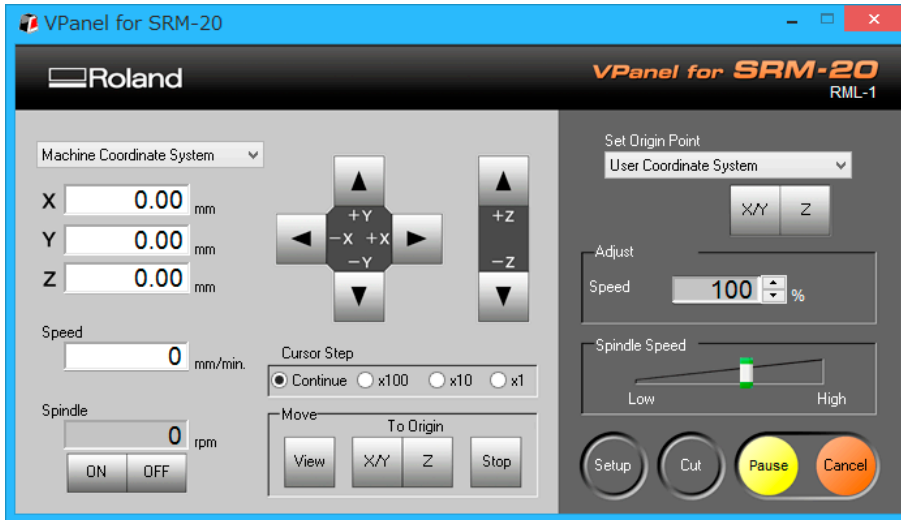 VPanel for SRM-20
Roland
VPanel for SRM-20
RML-1
Machine Coordinate System
X 0.00 mm
Y 0.00 mm
Z 0.00 mm
Speed
0 mm/min.
Spindle
0 rpm
ON OFF
+Y
-X +X
-Y
+Z
-Z
Cursor Step
Continue x100 x10 x1
Move
To Origin
View X/Y Z Stop
Set Origin Point
User Coordinate System
X/Y Z
Adjust
Speed 100 %
Spindle Speed
Low High
Setup Cut Pause Cancel